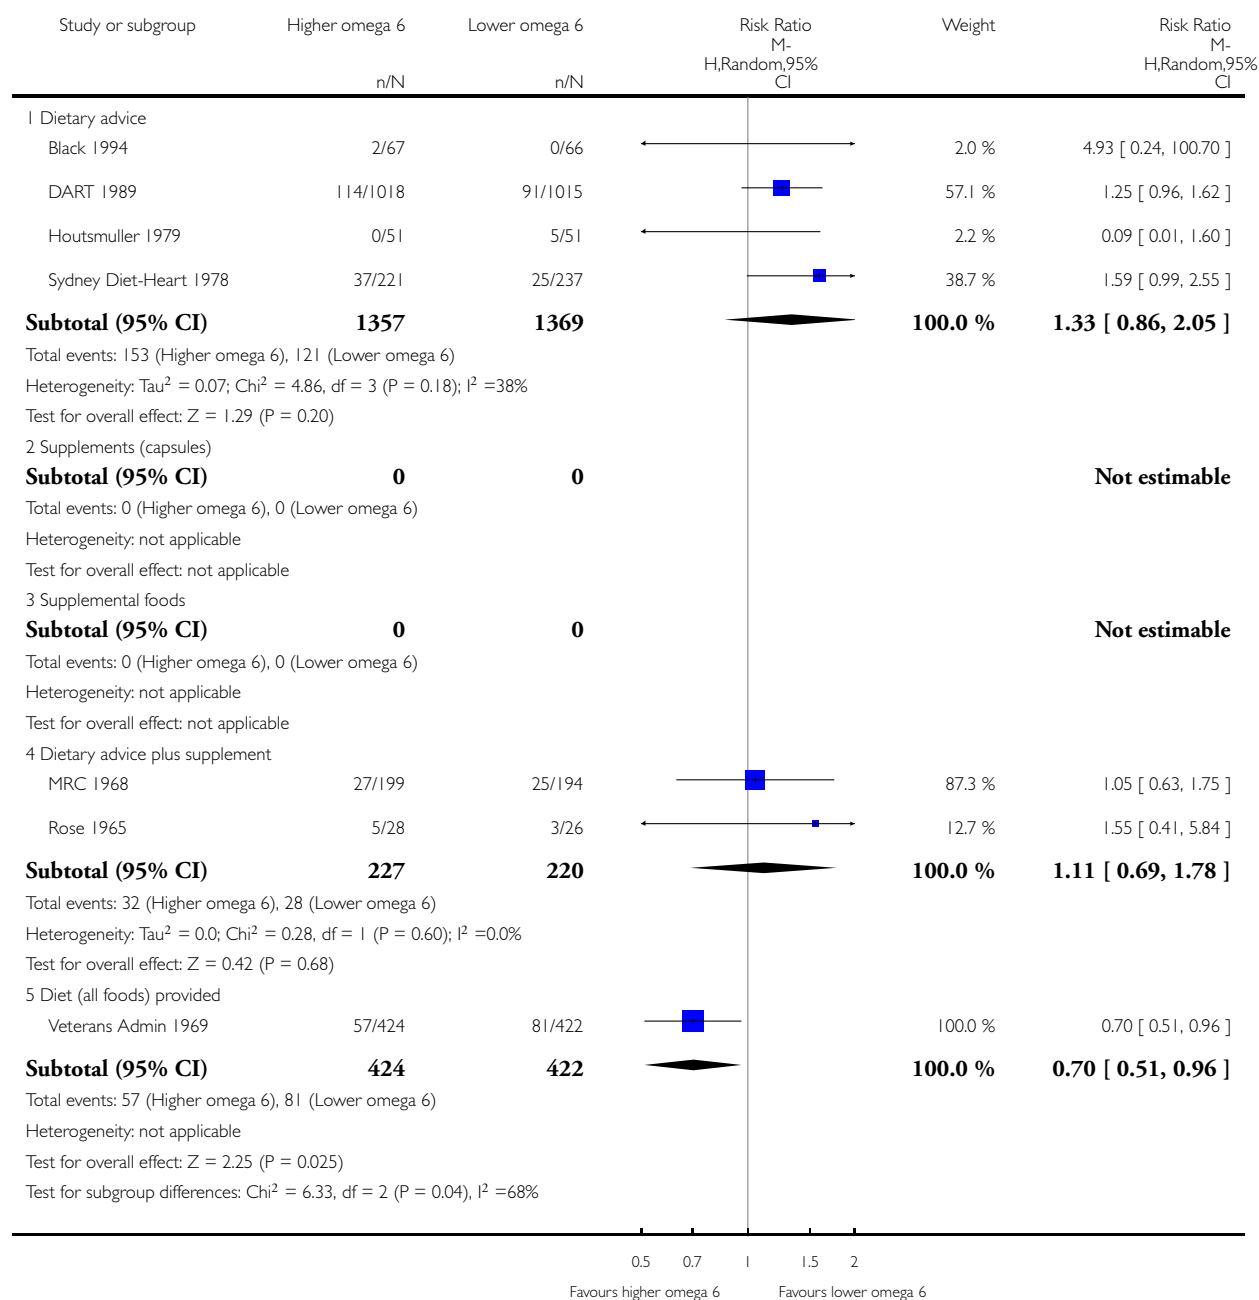 Study or subgroup Higher omega 6 Lower omega 6 Risk Ratio Weight Risk Ratio
M- M-
H,Random,95% H,Random,95%
n/N n/N CI CI
1 Dietary advice
Black 1994 2/67 0/66 2.0 % 4.93 [ 0.24, 100.70 ]
DART 1989 114/1018 91/1015 57.1 % 1.25 [ 0.96, 1.62 ]
Houtsmuller 1979 0/51 5/51 2.2 % 0.09 [ 0.01, 1.60 ]
Sydney Diet-Heart 1978 37/221 25/237 38.7 % 1.59 [ 0.99, 2.55 ]
Subtotal (95% CI) 1357 1369 100.0 % 1.33 [ 0.86, 2.05 ]
Total events: 153 (Higher omega 6), 121 (Lower omega 6)
Heterogeneity: Tau² = 0.07; Chi² = 4.86, df = 3 (P = 0.18); I² =38%
Test for overall effect: Z = 1.29 (P = 0.20)
2 Supplements (capsules)
Subtotal (95% CI) 0 0 Not estimable
Total events: 0 (Higher omega 6), 0 (Lower omega 6)
Heterogeneity: not applicable
Test for overall effect: not applicable
3 Supplemental foods
Subtotal (95% CI) 0 0 Not estimable
Total events: 0 (Higher omega 6), 0 (Lower omega 6)
Heterogeneity: not applicable
Test for overall effect: not applicable
4 Dietary advice plus supplement
MRC 1968 27/199 25/194 87.3 % 1.05 [ 0.63, 1.75 ]
Rose 1965 5/28 3/26 12.7 % 1.55 [ 0.41, 5.84 ]
Subtotal (95% CI) 227 220 100.0 % 1.11 [ 0.69, 1.78 ]
Total events: 32 (Higher omega 6), 28 (Lower omega 6)
Heterogeneity: Tau² = 0.0; Chi² = 0.28, df = 1 (P = 0.60); I² =0.0%
Test for overall effect: Z = 0.42 (P = 0.68)
5 Diet (all foods) provided
Veterans Admin 1969 57/424 81/422 100.0 % 0.70 [ 0.51, 0.96 ]
Subtotal (95% CI) 424 422 100.0 % 0.70 [ 0.51, 0.96 ]
Total events: 57 (Higher omega 6), 81 (Lower omega 6)
Heterogeneity: not applicable
Test for overall effect: Z = 2.25 (P = 0.025)
Test for subgroup differences: Chi² = 6.33, df = 2 (P = 0.04), I² =68%
0.5 0.7 1 1.5 2
Favours higher omega 6 Favours lower omega 6